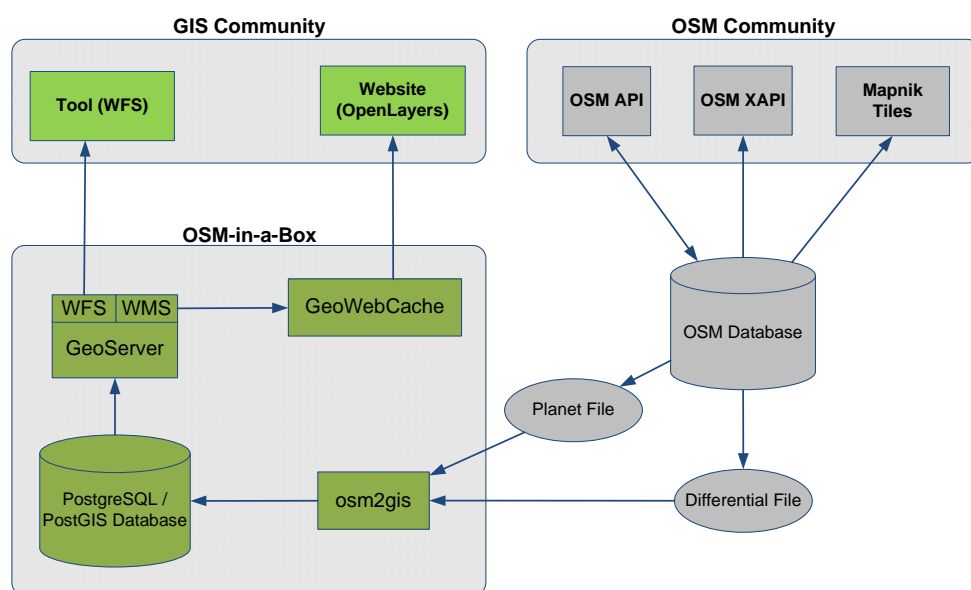 GIS Community
OSM Community
Tool (WFS)
Website
(OpenLayers)
OSM API
OSM XAPI
Mapnik
Tiles
OSM-in-a-Box
WFS
WMS
GeoServer
GeoWebCache
OSM Database
Planet File
PostgreSQL /
PostGIS Database
osm2gis
Differential File